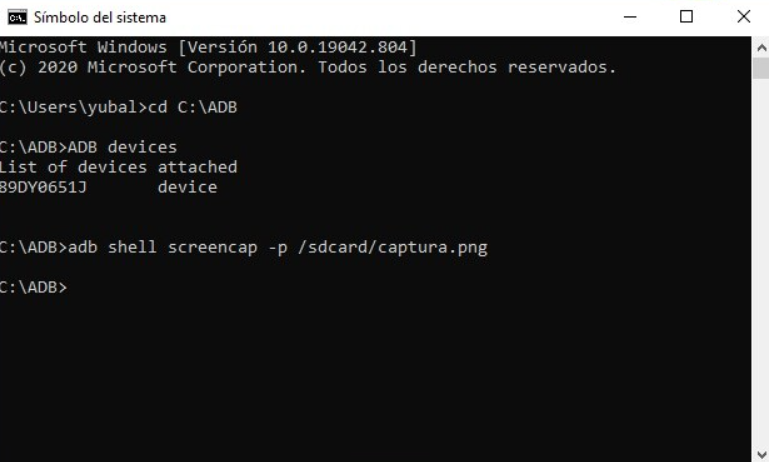 Símbolo del sistema
Microsoft Windows [Versión 10.0.19042.804]
(c) 2020 Microsoft Corporation. Todos los derechos reservados.
C:\Users\yubal>cd C:\ADB
C:\ADB>ADB devices
List of devices attached
89DY0651J       device
C:\ADB>adb shell screencap -p /sdcard/captura.png
C:\ADB>